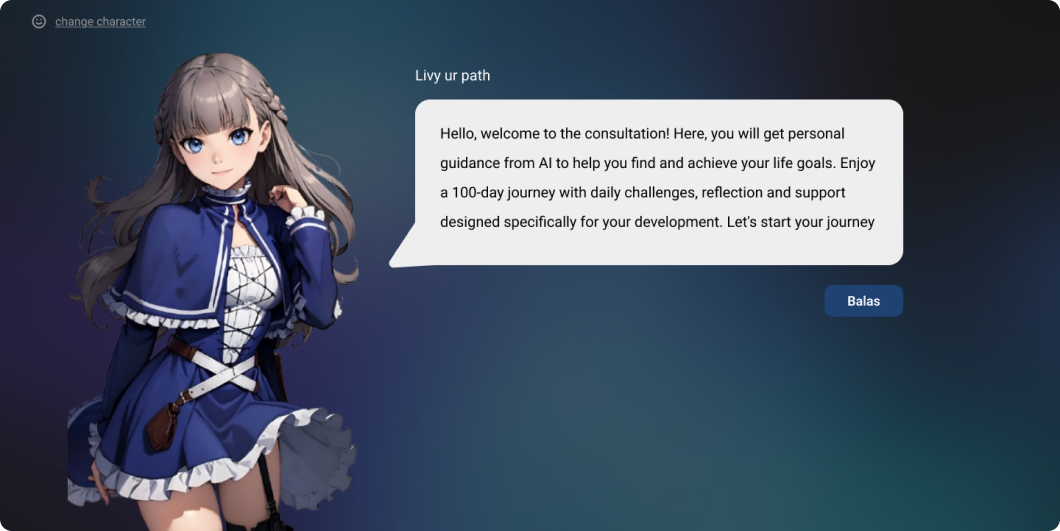 change character
Livy ur path
Hello, welcome to the consultation! Here, you will get personal
guidance from AI to help you find and achieve your life goals. Enjoy
a 100-day journey with daily challenges, reflection and support
designed specifically for your development. Let's start your journey
Balas